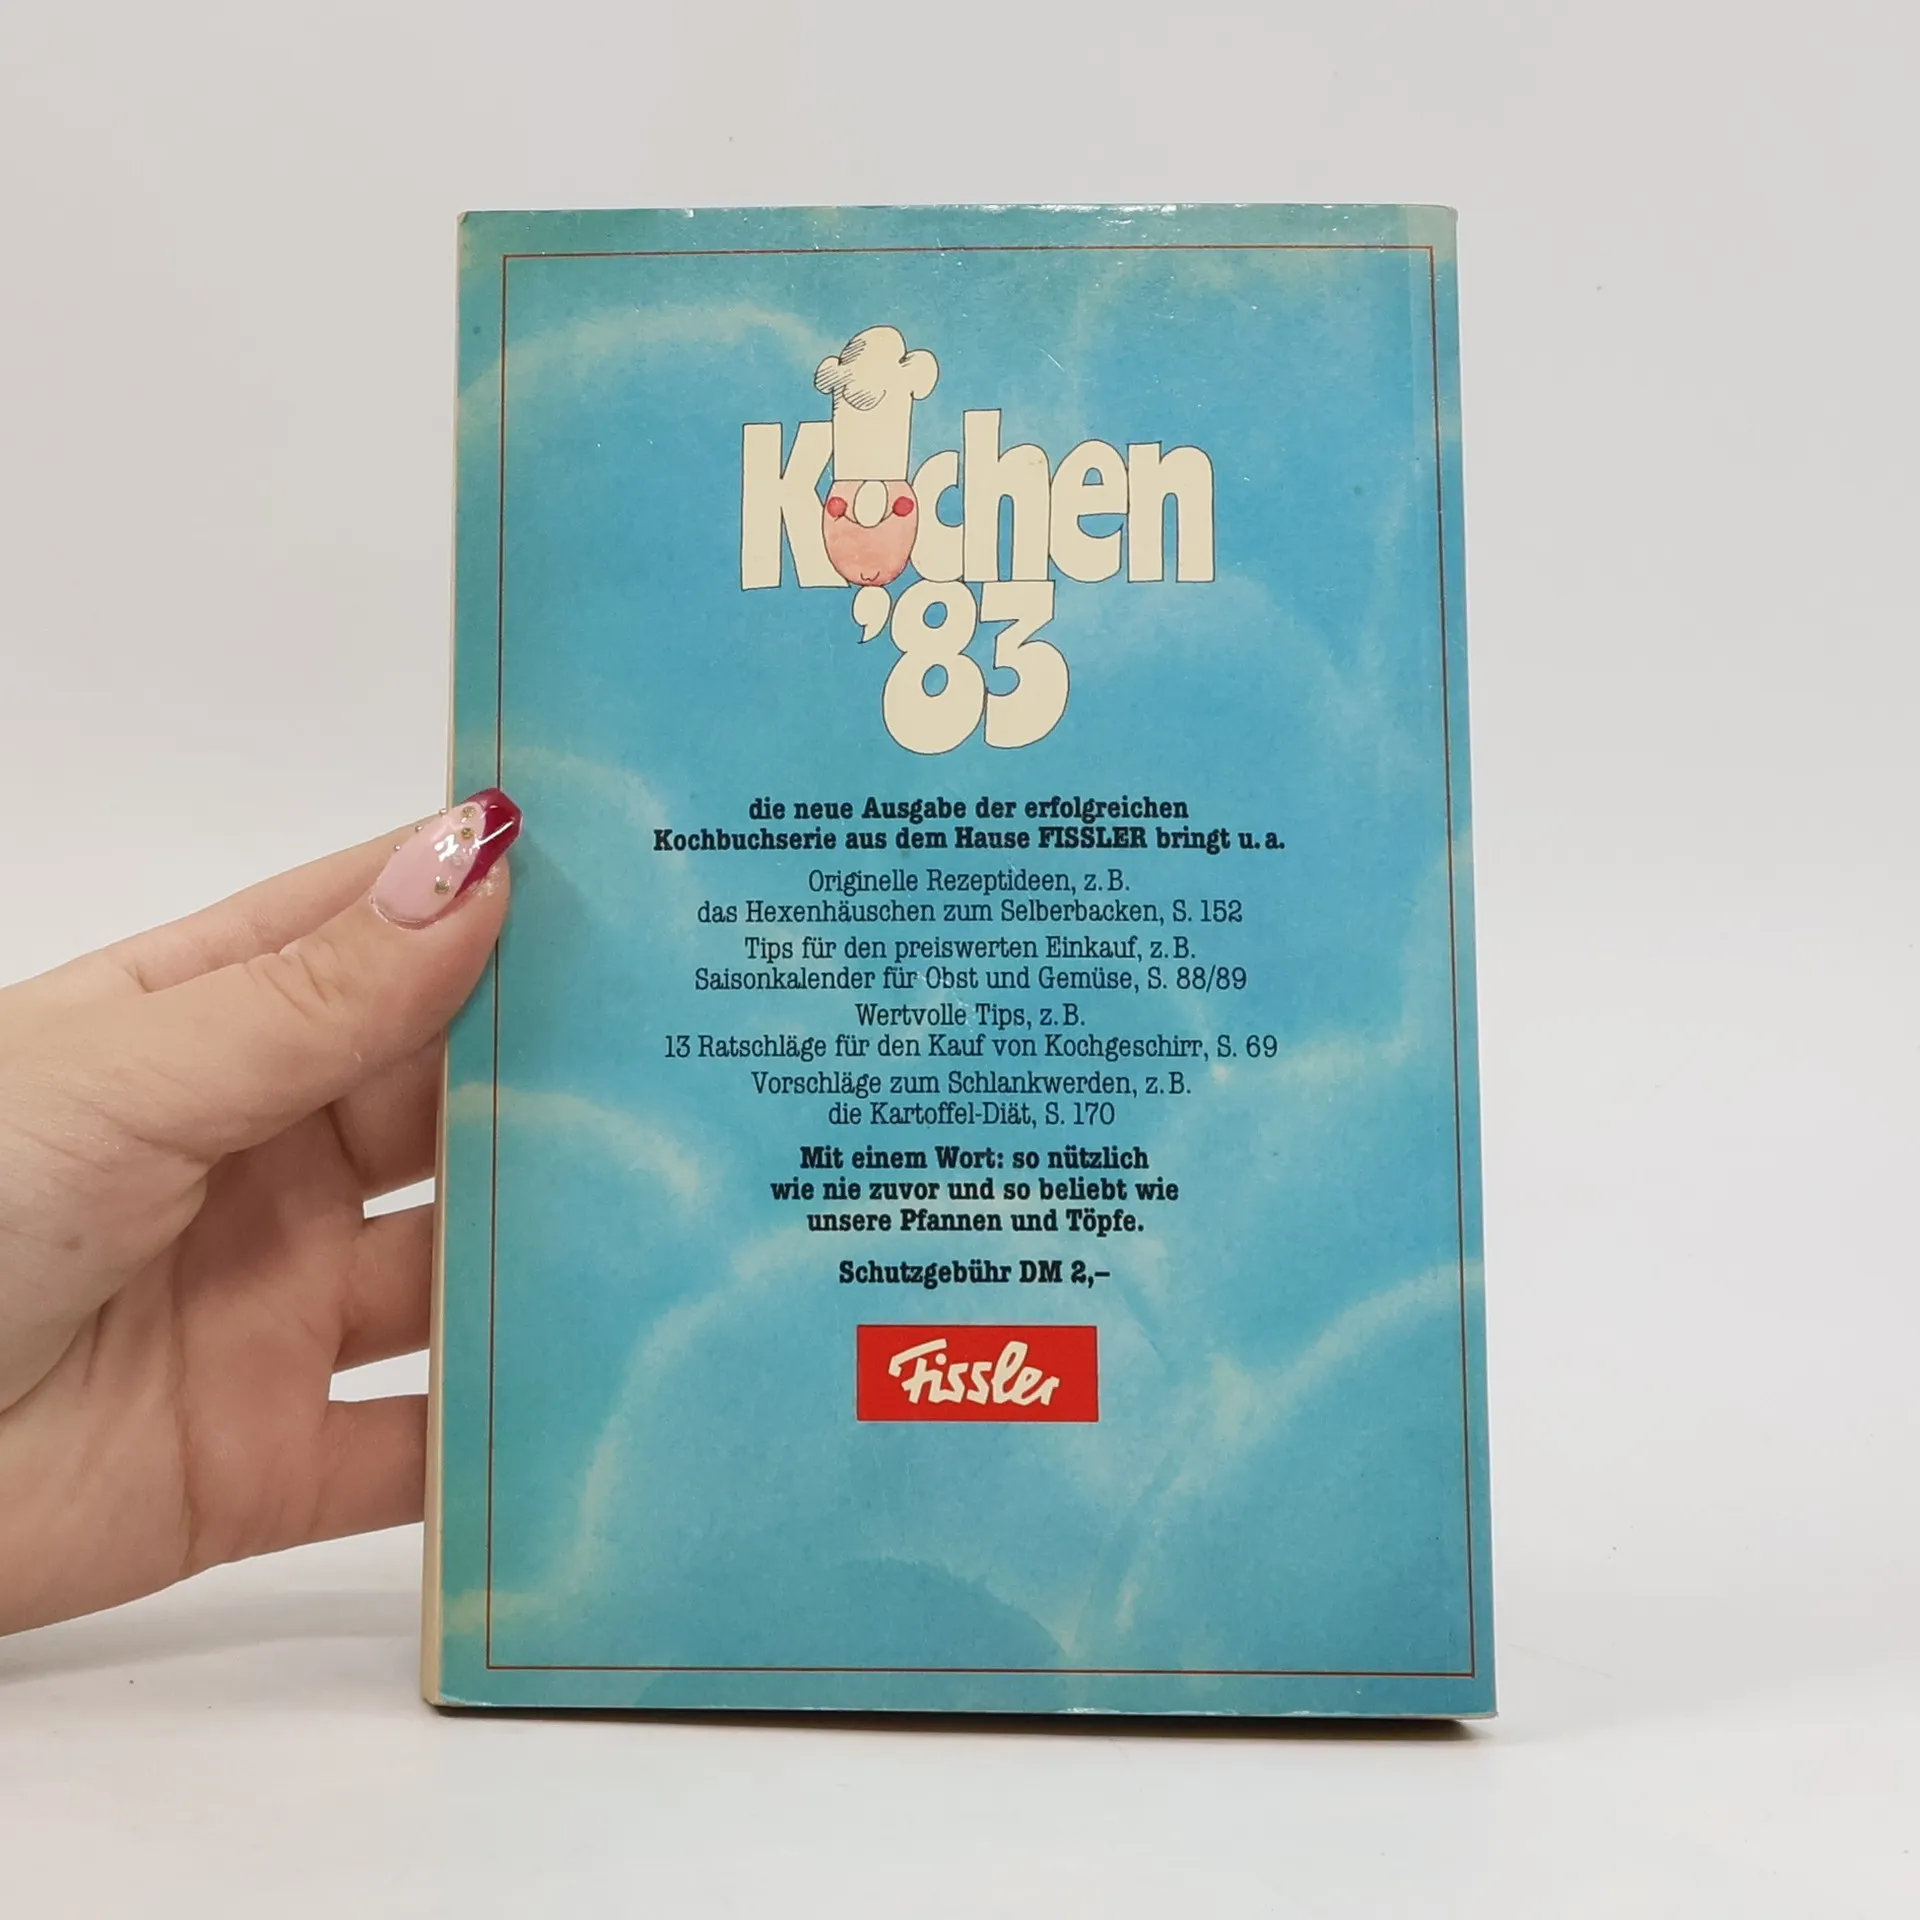 Kochen
'83
die neue Ausgabe der erfolgreichen
Kochbuchserie aus dem Hause FISSLER bringt u. a.
Originelle Rezeptideen, z. B.
das Hexenhäuschen zum Selberbacken, S. 152
Tips für den preiswerten Einkauf, z. B.
Saisonkalender für Obst und Gemüse, S. 88/89
Wertvolle Tips, z. B.
13 Ratschläge für den Kauf von Kochgeschirr, S. 69
Vorschläge zum Schlankwerden, z. B.
die Kartoffel-Diät, S. 170
Mit einem Wort: so nützlich
wie nie zuvor und so beliebt wie
unsere Pfannen und Töpfe.
Schutzgebühr DM 2,–
Fissler